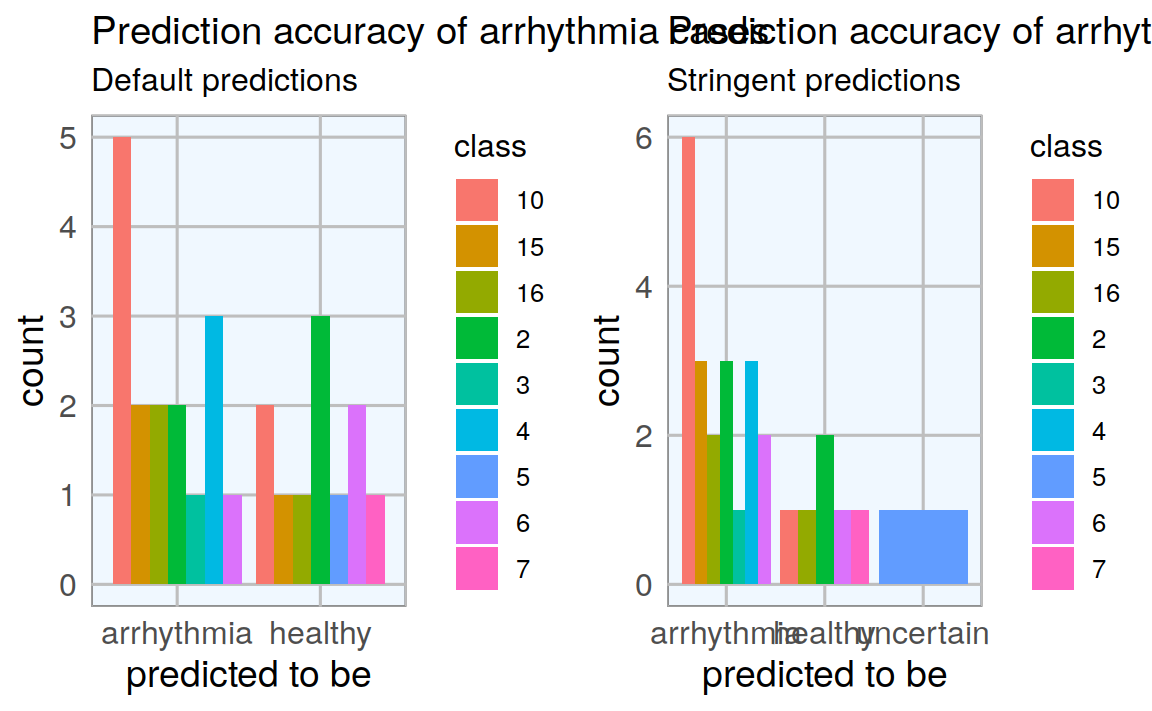 Prediction accuracy of arrhythmia cases
Default predictions
5
4
3
2
1
0
count
arrhythmia
healthy
predicted to be
class
10
15
16
2
3
4
5
6
7
Prediction accuracy of arrhyt
Stringent predictions
6
4
2
0
count
arrhythmia
healthy
uncertain
predicted to be
class
10
15
16
2
3
4
5
6
7